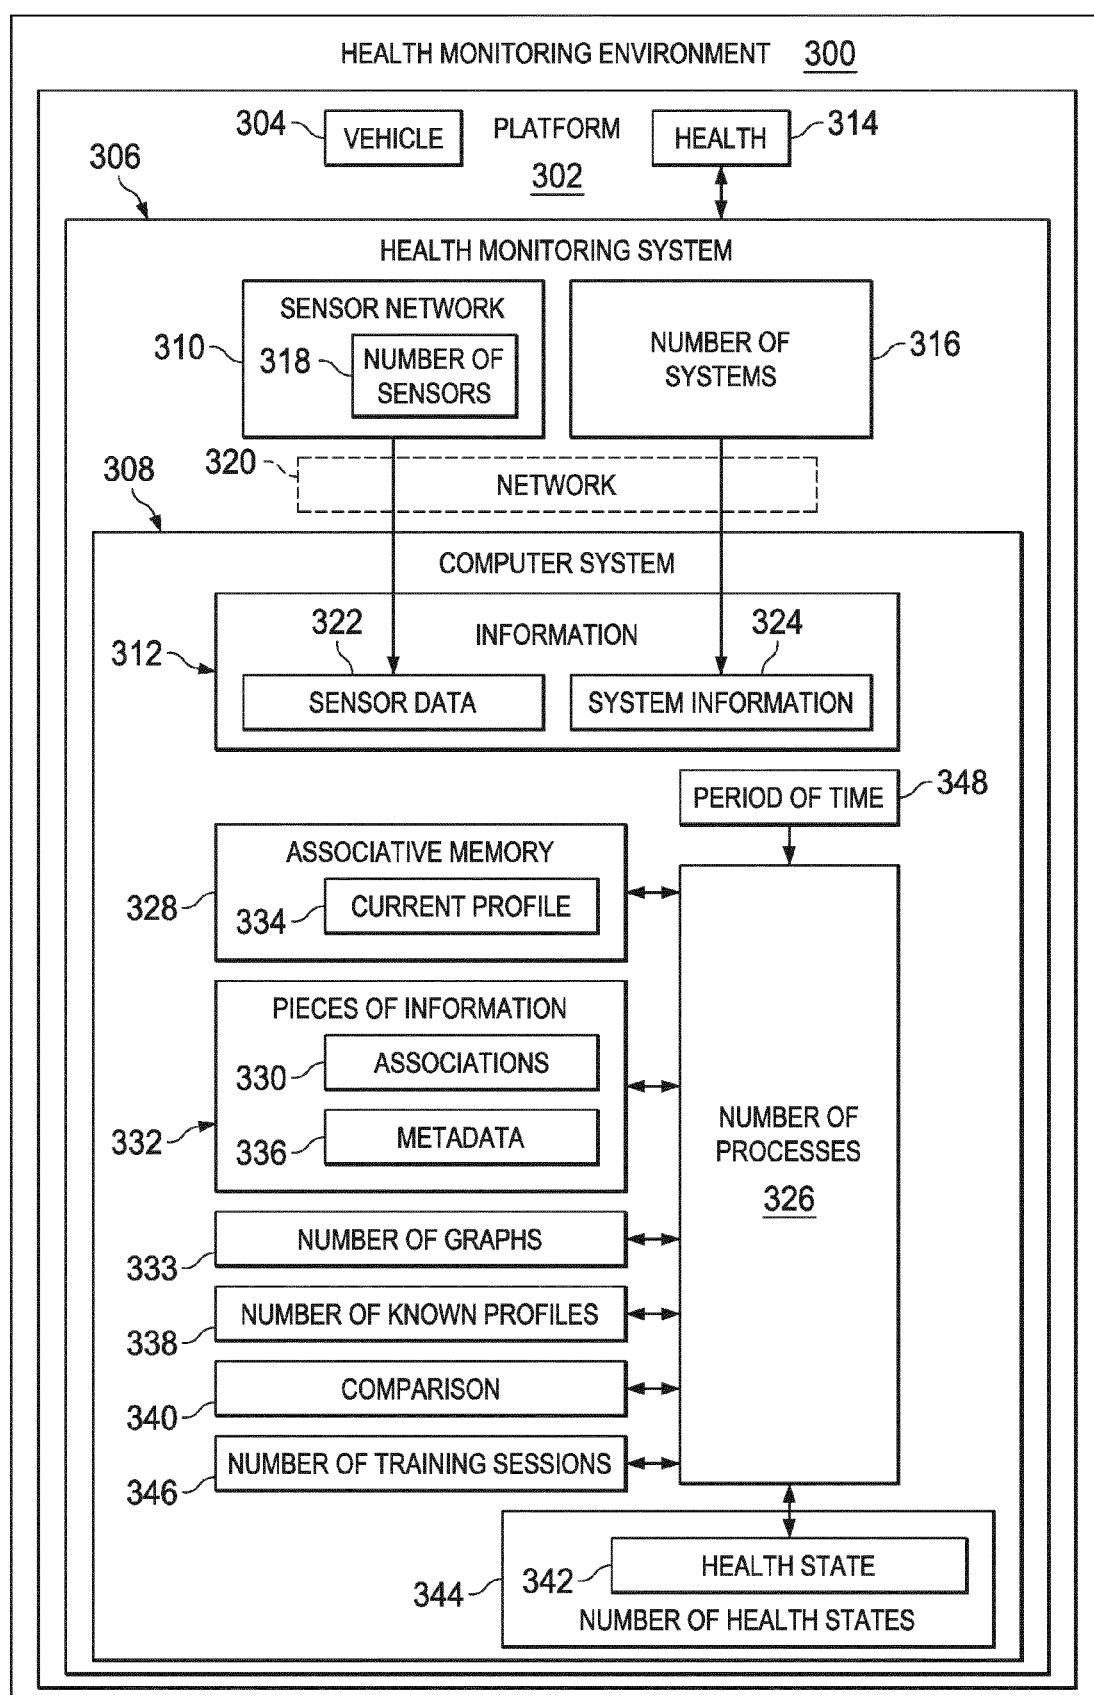 HEALTH MONITORING ENVIRONMENT 300
304 VEHICLE PLATFORM HEALTH 314
302
306
HEALTH MONITORING SYSTEM
SENSOR NETWORK
310 318 NUMBER OF SENSORS
NUMBER OF
SYSTEMS
316
320 NETWORK
308
COMPUTER SYSTEM
312 INFORMATION
322 SENSOR DATA
324 SYSTEM INFORMATION
PERIOD OF TIME 348
ASSOCIATIVE MEMORY
328 334 CURRENT PROFILE
PIECES OF INFORMATION
330 ASSOCIATIONS
332 336 METADATA
NUMBER OF
PROCESSES
326
333 NUMBER OF GRAPHS
338 NUMBER OF KNOWN PROFILES
340 COMPARISON
346 NUMBER OF TRAINING SESSIONS
342 HEALTH STATE
344 NUMBER OF HEALTH STATES